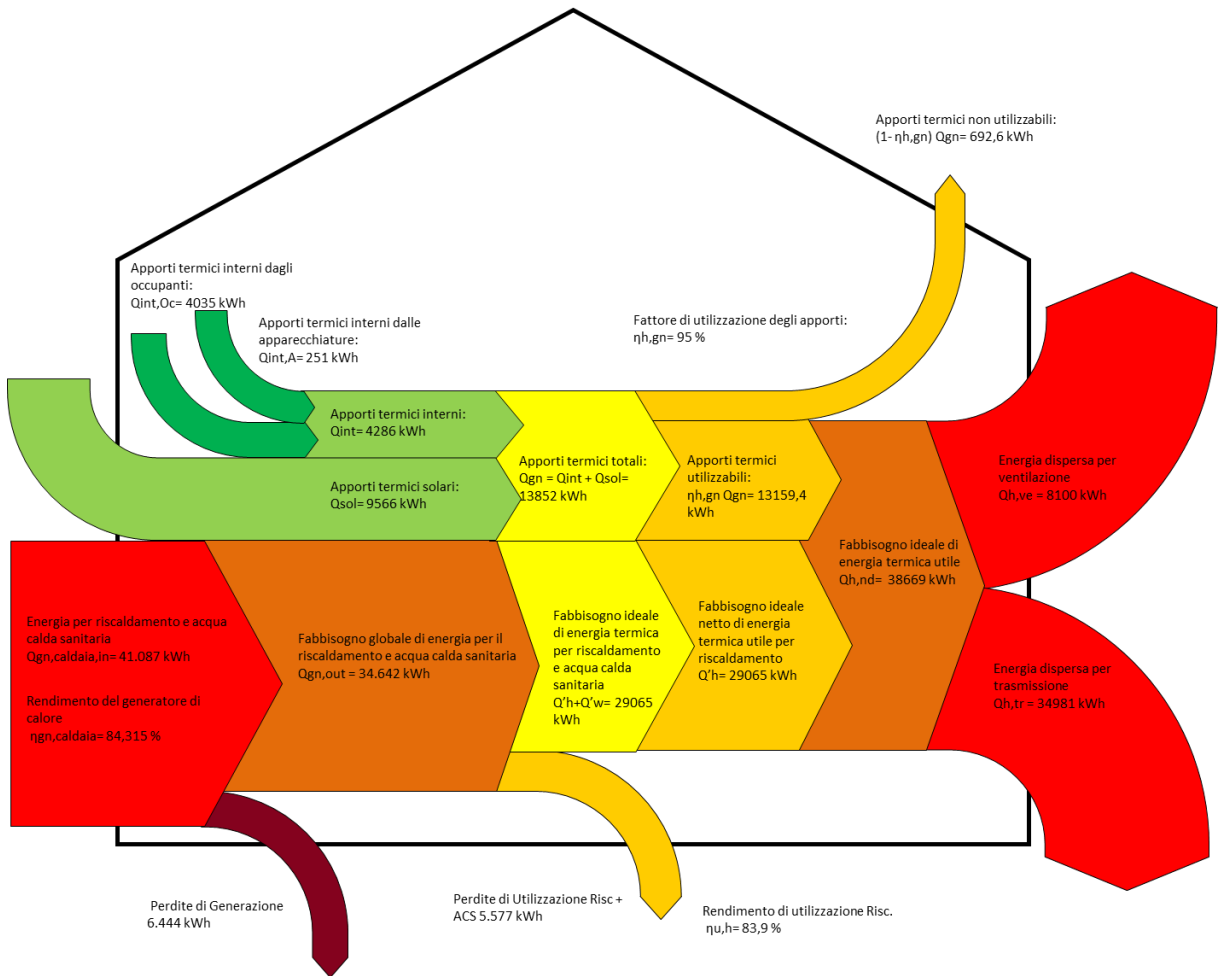 Apporti termici non utilizzabili:
(1- ηh,gn) Qgn= 692,6 kWh
Apporti termici interni dagli
occupanti:
Qint,Oc= 4035 kWh
Apporti termici interni dalle
apparecchiature:
Qint,A= 251 kWh
Fattore di utilizzazione degli apporti:
ηh,gn= 95 %
Apporti termici interni:
Qint= 4286 kWh
Apporti termici solari:
Qsol= 9566 kWh
Apporti termici totali:
Qgn = Qint + Qsol=
13852 kWh
Apporti termici
utilizzabili:
ηh,gn Qgn= 13159,4
kWh
Energia dispersa per
ventilazione
Qh,ve = 8100 kWh
Fabbisogno ideale di
energia termica utile
Qh,nd= 38669 kWh
Energia per riscaldamento e acqua
calda sanitaria
Qgn,caldaia,in= 41.087 kWh
Rendimento del generatore di
calore
ηgn,caldaia= 84,315 %
Fabbisogno globale di energia per il
riscaldamento e acqua calda sanitaria
Qgn,out = 34.642 kWh
Fabbisogno ideale
di energia termica
per riscaldamento
e acqua calda
sanitaria
Q’h+Q’w= 29065
kWh
Fabbisogno ideale
netto di energia
termica utile per
riscaldamento
Q’h= 29065 kWh
Energia dispersa per
trasmissione
Qh,tr = 34981 kWh
Perdite di Generazione
6.444 kWh
Perdite di Utilizzazione Risc +
ACS 5.577 kWh
Rendimento di utilizzazione Risc.
ηu,h= 83,9 %